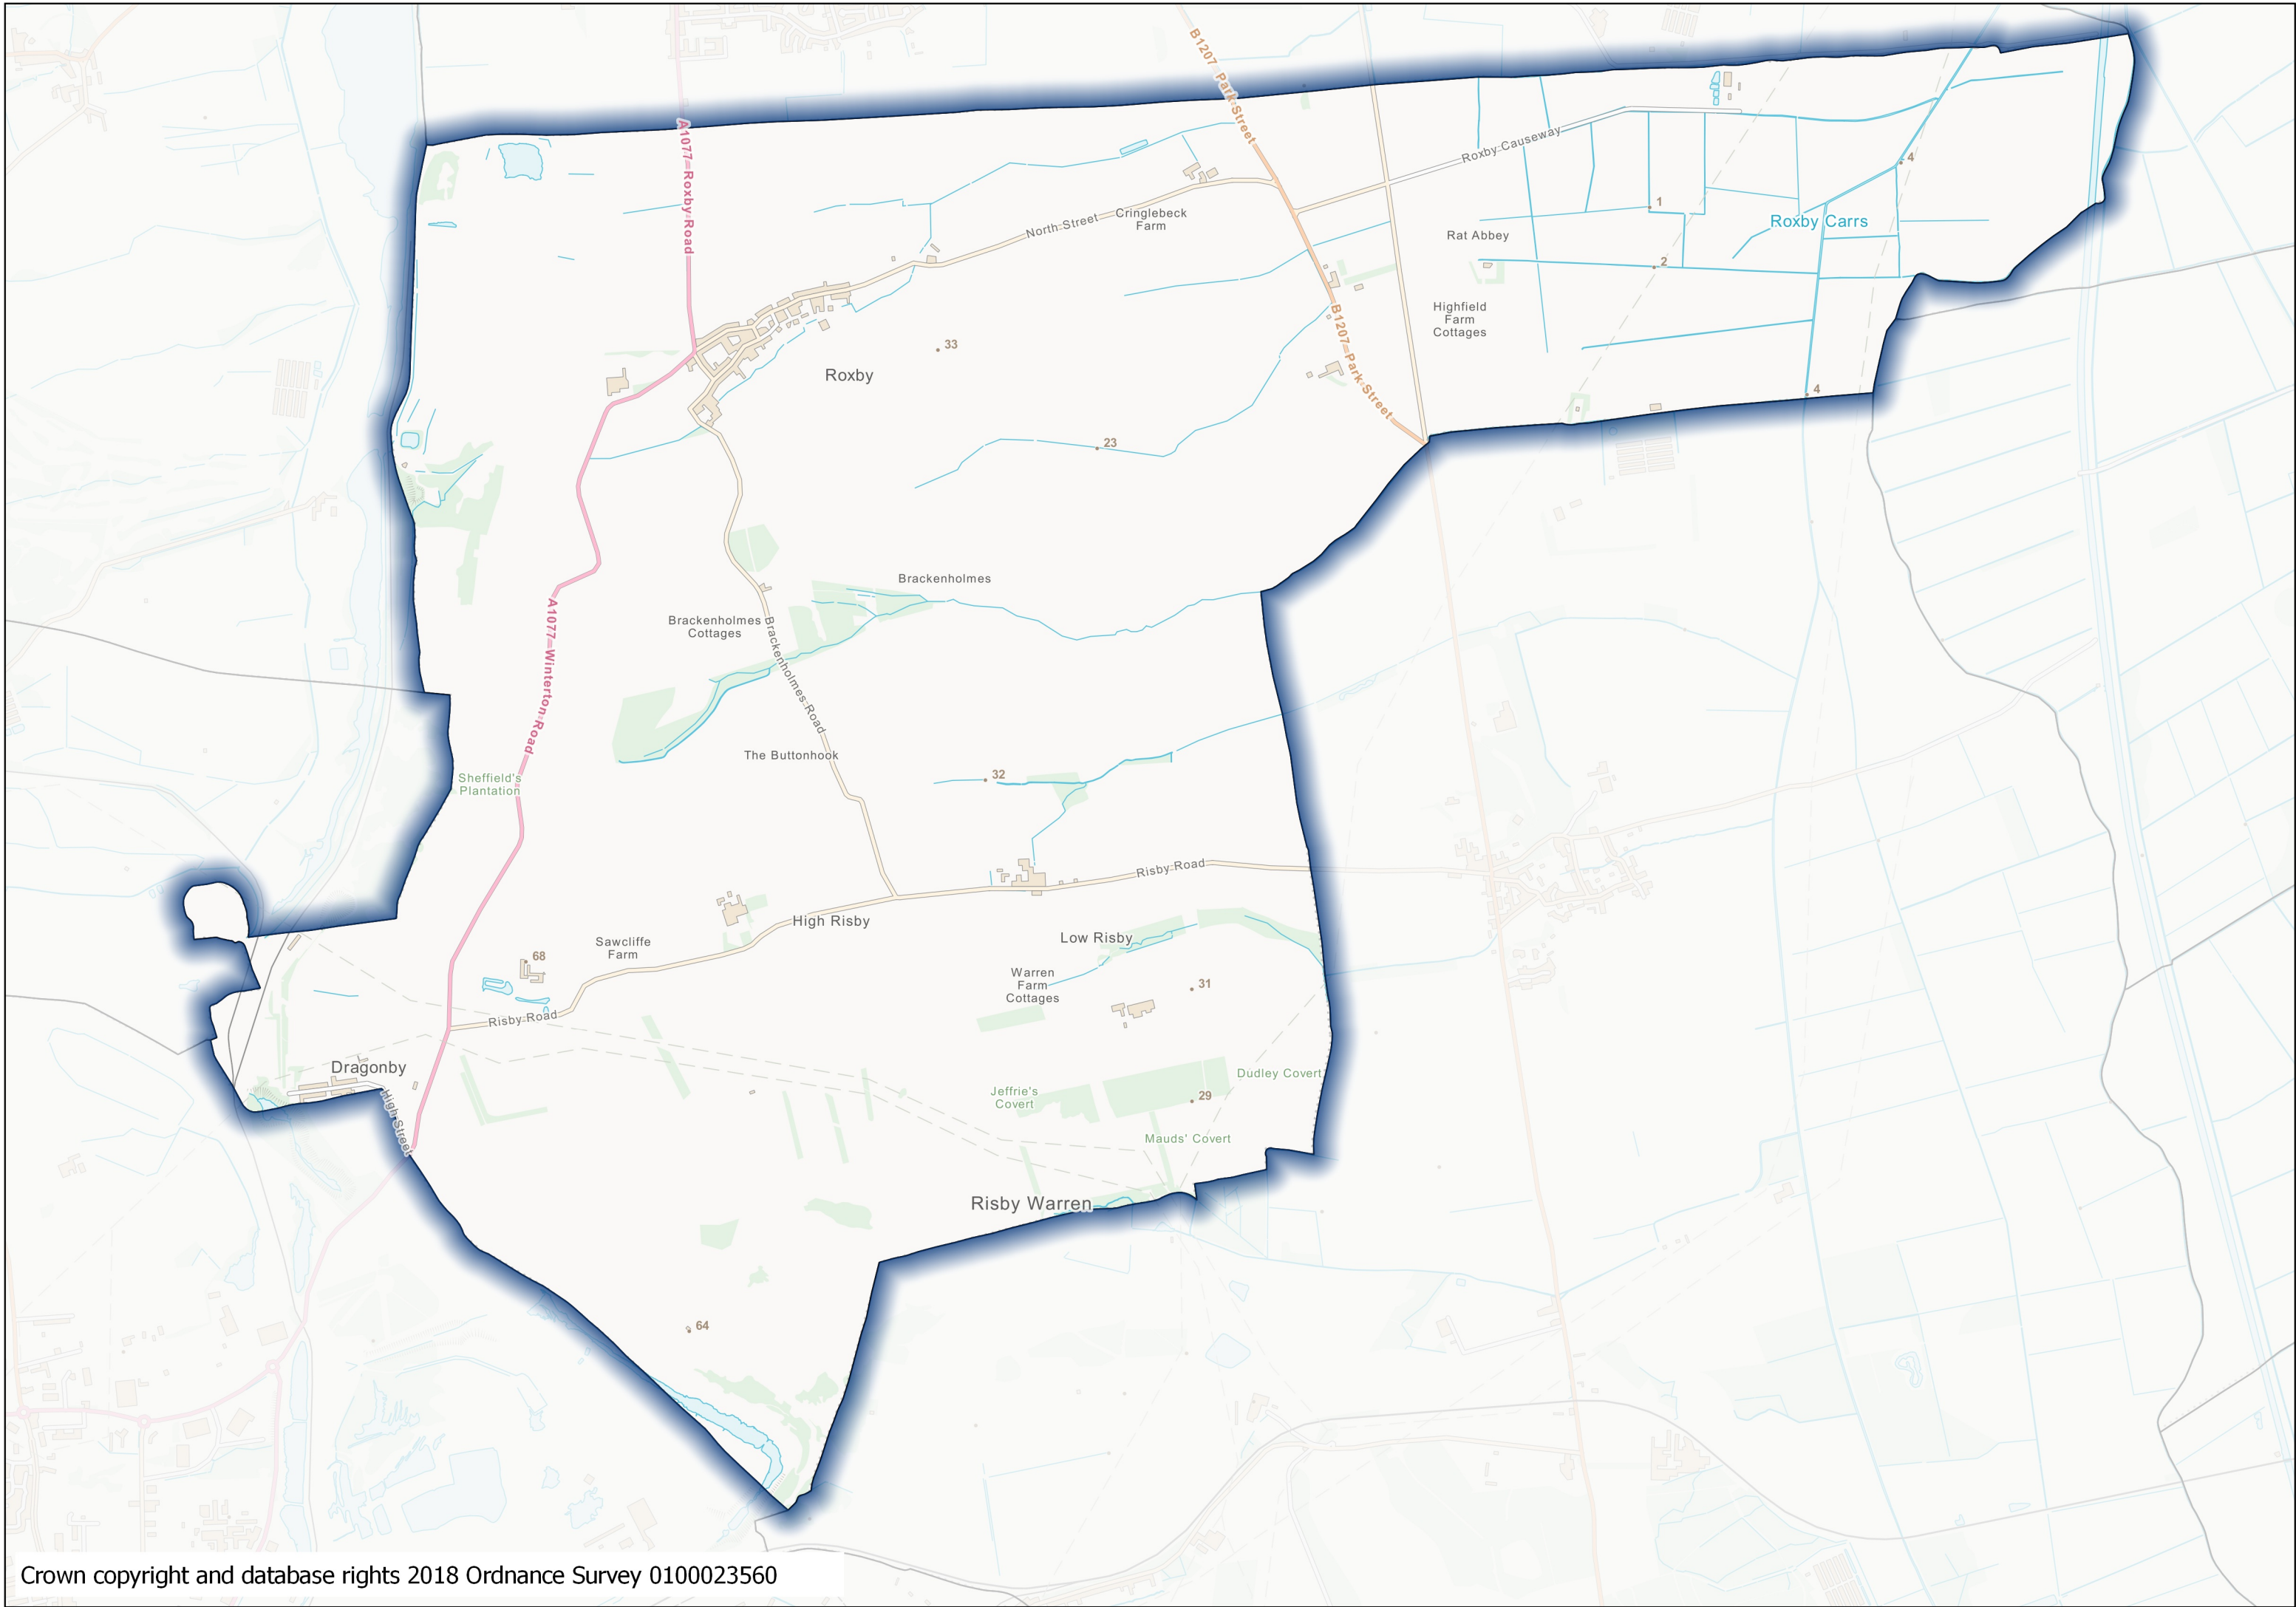 B1207 Park Street
A1077 Roxby Road
Roxby Causeway
4
1
Cringlebeck
Farm
North Street
Roxby Carrs
Rat Abbey
2
Highfield
Farm
Cottages
B1207 Park Street
33
Roxby
4
23
Brackenholmes
A1077 Winterton Road
Brackenholmes
Cottages
Brackenholmes Road
The Buttonhook
32
Sheffield's
Plantation
Risby Road
High Risby
Low Risby
Sawcliffe
Farm
68
Warren
Farm
Cottages
31
Risby Road
Dragonby
Dudley Covert
Jeffrie's
Covert
29
High Street
Mauds' Covert
Risby Warren
64
Crown copyright and database rights 2018 Ordnance Survey 0100023560